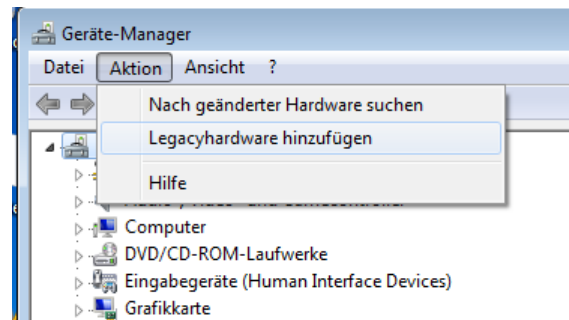 Geräte-Manager
Datei Aktion Ansicht ?
Nach geänderter Hardware suchen
Legacyhardware hinzufügen
Hilfe
Computer
DVD/CD-ROM-Laufwerke
Eingabegeräte (Human Interface Devices)
Grafikkarte